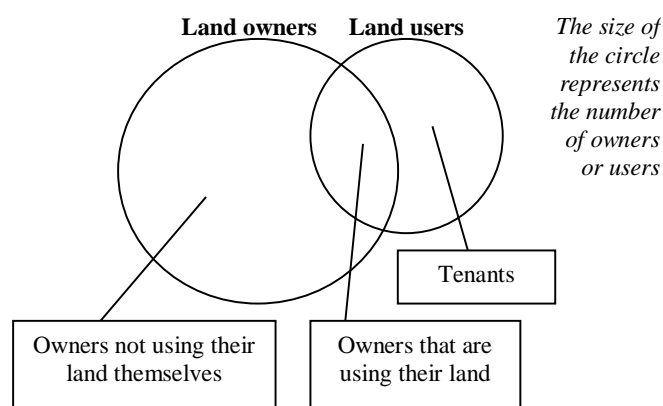 Land owners
Land users
The size of
the circle
represents
the number
of owners
or users
Tenants
Owners not using their
land themselves
Owners that are
using their land